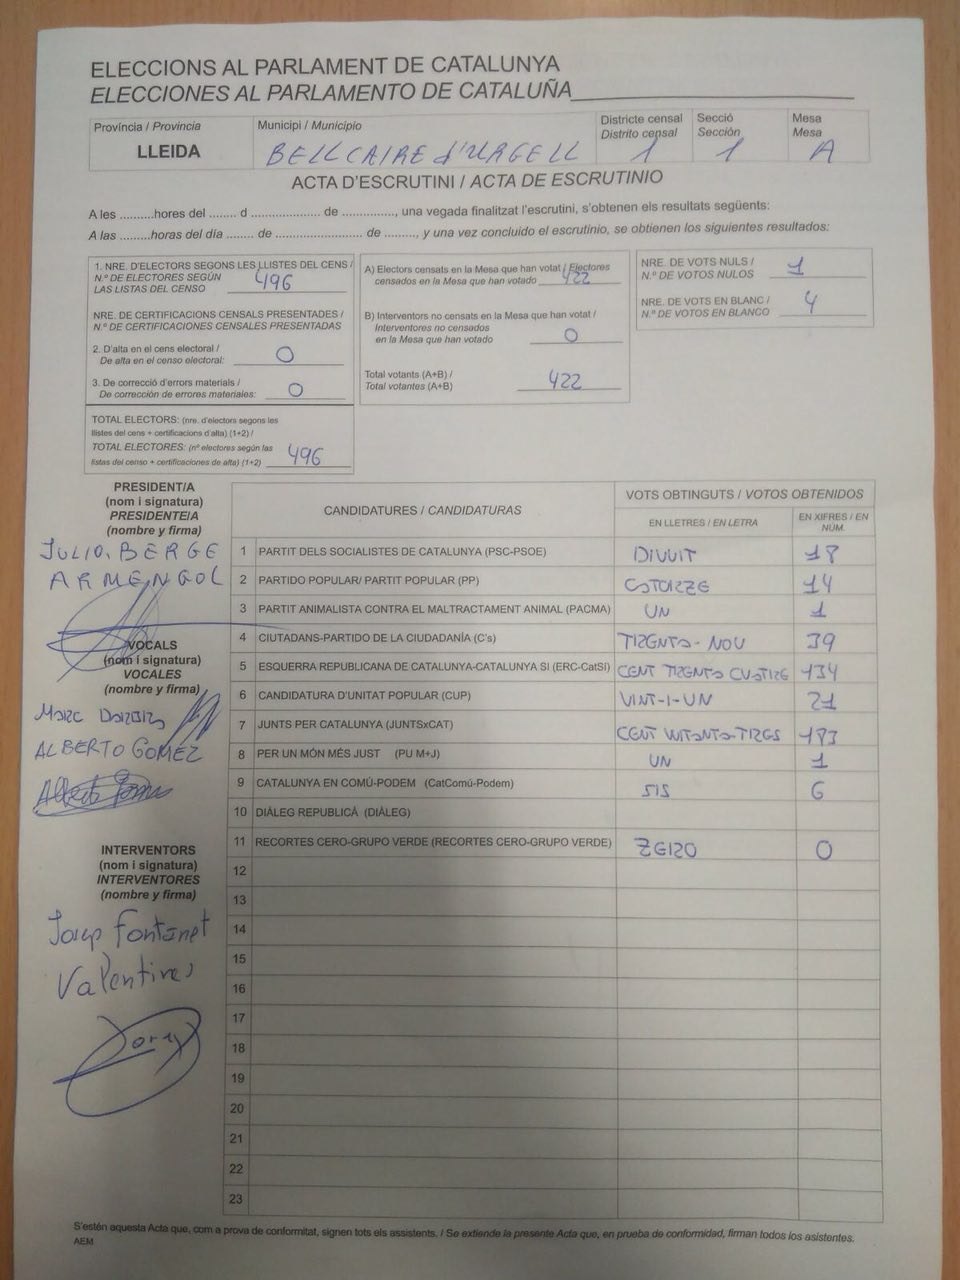 ELECCIONS AL PARLAMENT DE CATALUNYA
ELECCIONES AL PARLAMENTO DE CATALUÑA
Província / Provincia
LLEIDA
Municipi / Municipio
BELLCAIRE d'URGELL
Districte censal
Distrito censal
1
Secció
Sección
1
Mesa
Mesa
A
ACTA D'ESCRUTINI / ACTA DE ESCRUTINIO
A les ..........hores del ........ d ..................... de ................, una vegada finalitzat l'escrutini, s'obtenen els resultats següents:
A las ..........horas del día ........ de .......................... de .........., y una vez concluido el escrutinio, se obtienen los siguientes resultados:
1. NRE. D'ELECTORS SEGONS LES LLISTES DEL CENS /
N.º DE ELECTORES SEGÚN
LAS LISTAS DEL CENSO 496
NRE. DE CERTIFICACIONS CENSALS PRESENTADES /
N.º DE CERTIFICACIONES CENSALES PRESENTADAS
2. D'alta en el cens electoral /
De alta en el censo electoral: 0
3. De correcció d'errors materials /
De corrección de errores materiales: 0
TOTAL ELECTORS: (nre. d'electors segons les
llistes del cens + certificacions d'alta) (1+2) /
TOTAL ELECTORES: (nº electores según las
listas del censo + certificaciones de alta) (1+2) 496
A) Electors censats en la Mesa que han votat / Electores
censados en la Mesa que han votado 422
B) Interventors no censats en la Mesa que han votat /
Interventores no censados
en la Mesa que han votado 0
Total votants (A+B) /
Total votantes (A+B) 422
NRE. DE VOTS NULS /
N.º DE VOTOS NULOS 1
NRE. DE VOTS EN BLANC /
N.º DE VOTOS EN BLANCO 4
PRESIDENT/A
(nom i signatura)
PRESIDENTE/A
(nombre y firma)
JULIO, BERGE
ARMENGOL
VOCALS
(nom i signatura)
VOCALES
(nombre y firma)
Marc
ALBERTO GOMEZ
INTERVENTORS
(nom i signatura)
INTERVENTORES
(nombre y firma)
Josep Fontanet
Valentines
CANDIDATURES / CANDIDATURAS
VOTS OBTINGUTS / VOTOS OBTENIDOS
EN LLETRES / EN LETRA
EN XIFRES / EN NÚM.
1 PARTIT DELS SOCIALISTES DE CATALUNYA (PSC-PSOE) DIVUIT 18
2 PARTIDO POPULAR/ PARTIT POPULAR (PP) CATORZE 14
3 PARTIT ANIMALISTA CONTRA EL MALTRACTAMENT ANIMAL (PACMA) UN 1
4 CIUTADANS-PARTIDO DE LA CIUDADANÍA (C's) TRENTA-NOU 39
5 ESQUERRA REPUBLICANA DE CATALUNYA-CATALUNYA SI (ERC-CatSI) CENT TRENTA CUATRE 134
6 CANDIDATURA D'UNITAT POPULAR (CUP) VINT-I-UN 21
7 JUNTS PER CATALUNYA (JUNTSxCAT) CENT VUITANTA-TRES 183
8 PER UN MÓN MÉS JUST (PU M+J) UN 1
9 CATALUNYA EN COMÚ-PODEM (CatComú-Podem) SIS 6
10 DIÀLEG REPUBLICÀ (DIÀLEG)
11 RECORTES CERO-GRUPO VERDE (RECORTES CERO-GRUPO VERDE) ZERO 0
12
13
14
15
16
17
18
19
20
21
22
23
S'estén aquesta Acta que, com a prova de conformitat, signen tots els assistents. / Se extiende la presente Acta que, en prueba de conformidad, firman todos los asistentes.
AEM